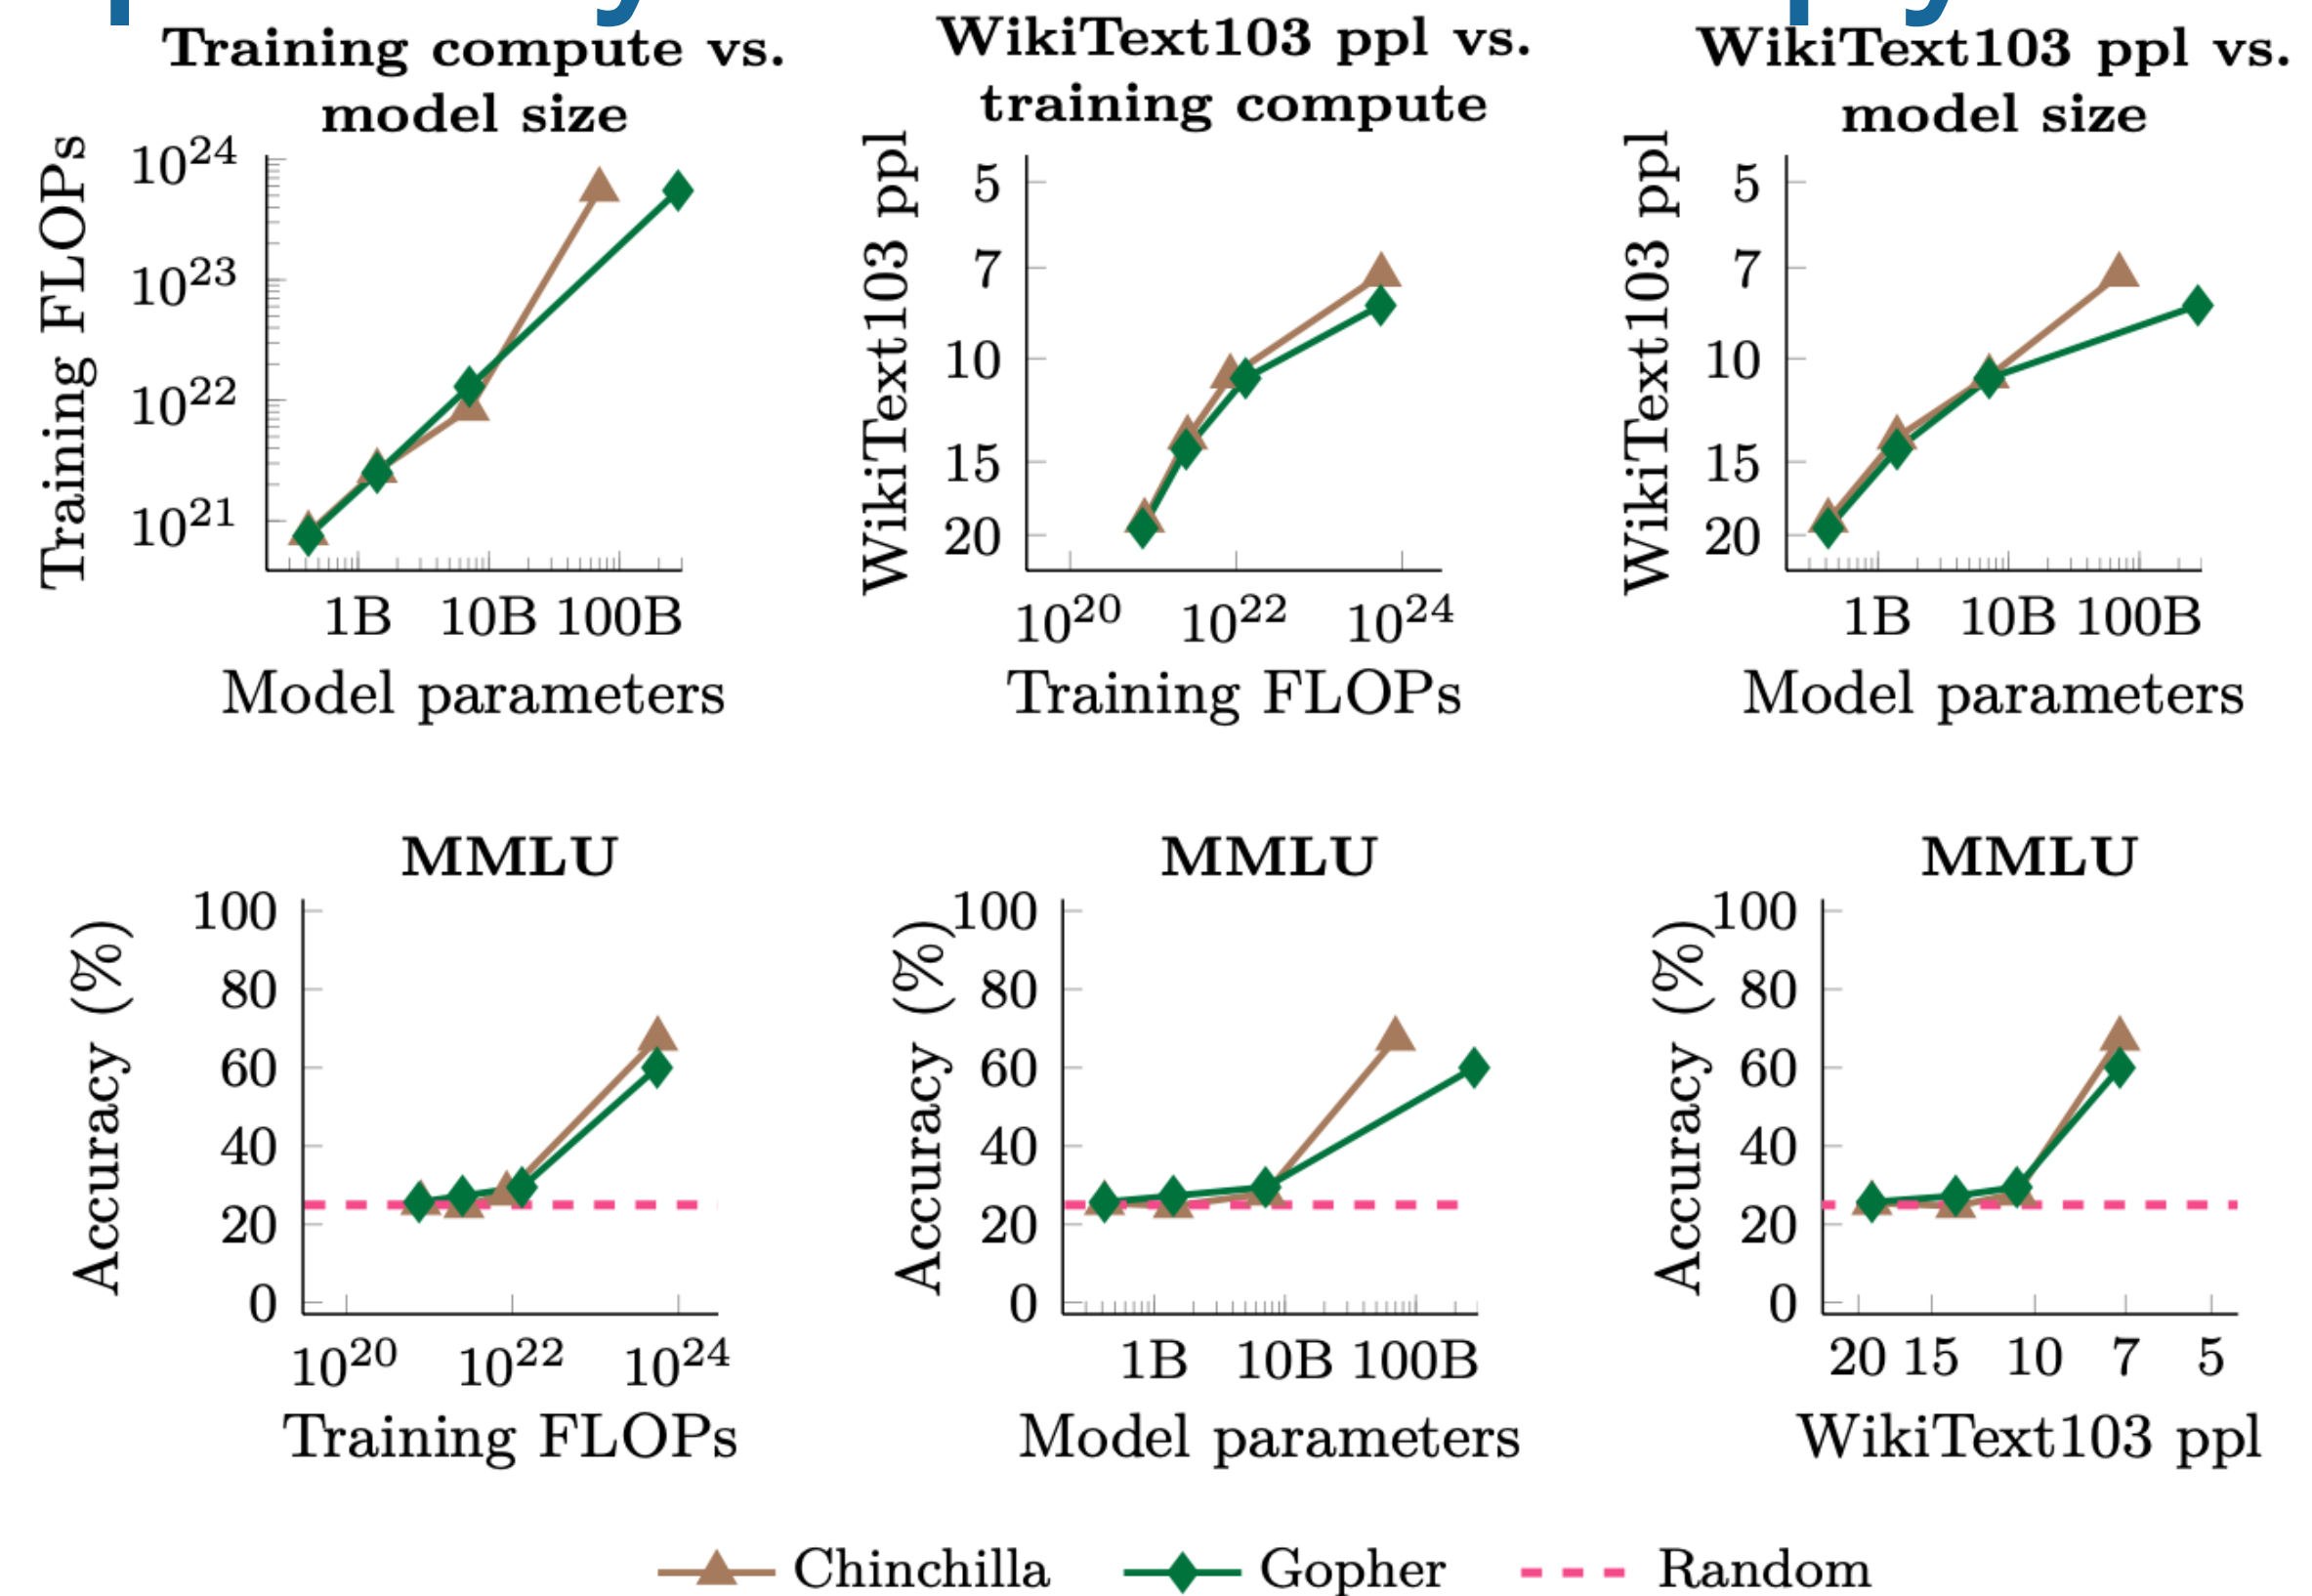 Training compute vs.
model size
Training FLOPs
10^24
10^23
10^22
10^21
1B 10B 100B
Model parameters
WikiText103 ppl vs.
training compute
WikiText103 ppl
5
7
10
15
20
10^20 10^22 10^24
Training FLOPs
WikiText103 ppl vs.
model size
WikiText103 ppl
5
7
10
15
20
1B 10B 100B
Model parameters
MMLU
Accuracy (%)
100
80
60
40
20
0
10^20 10^22 10^24
Training FLOPs
MMLU
Accuracy (%)
100
80
60
40
20
0
1B 10B 100B
Model parameters
MMLU
Accuracy (%)
100
80
60
40
20
0
20 15 10 7 5
WikiText103 ppl
Chinchilla Gopher Random